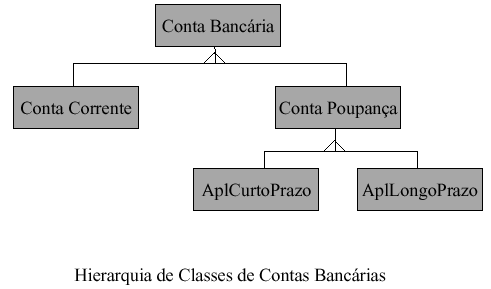 Conta Bancária
Conta Corrente
Conta Poupança
AplCurtoPrazo
AplLongoPrazo
Hierarquia de Classes de Contas Bancárias